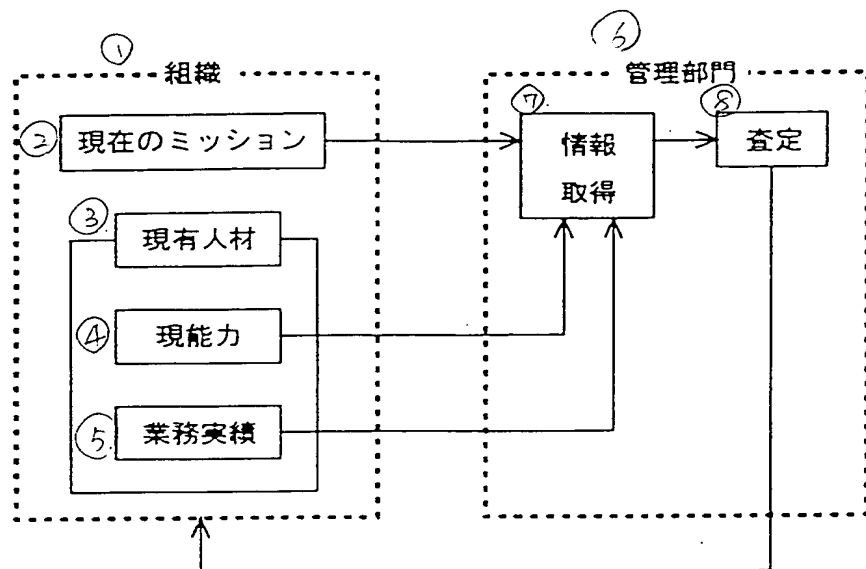 ① 組織
② 現在のミッション
③ 現有人材
④ 現能力
⑤ 業務実績
⑥ 管理部門
⑦ 情報
取得
⑧ 査定